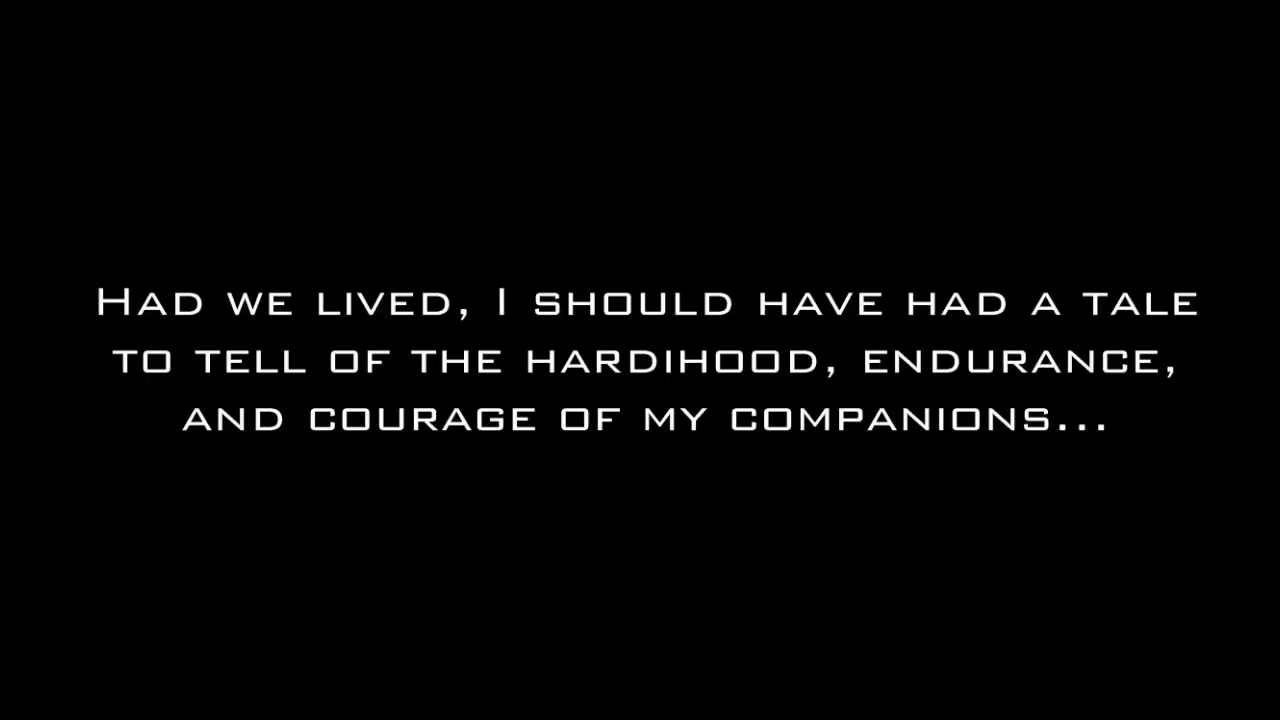 Had we lived, I should have had a tale
to tell of the hardihood, endurance,
and courage of my companions...